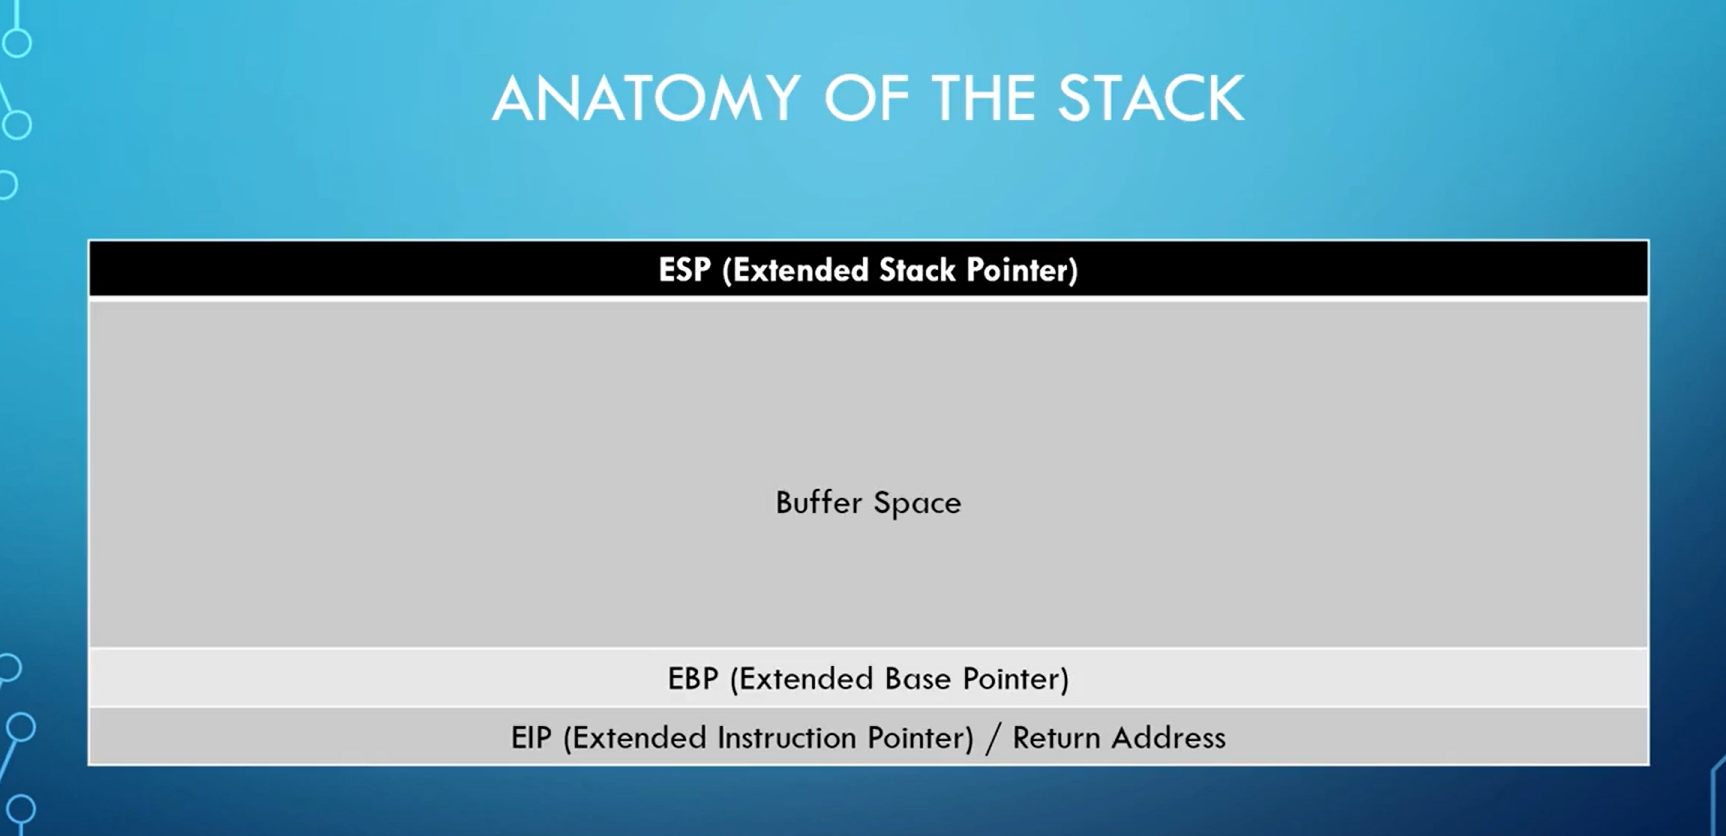 ANATOMY OF THE STACK
ESP (Extended Stack Pointer)
Buffer Space
EBP (Extended Base Pointer)
EIP (Extended Instruction Pointer) / Return Address